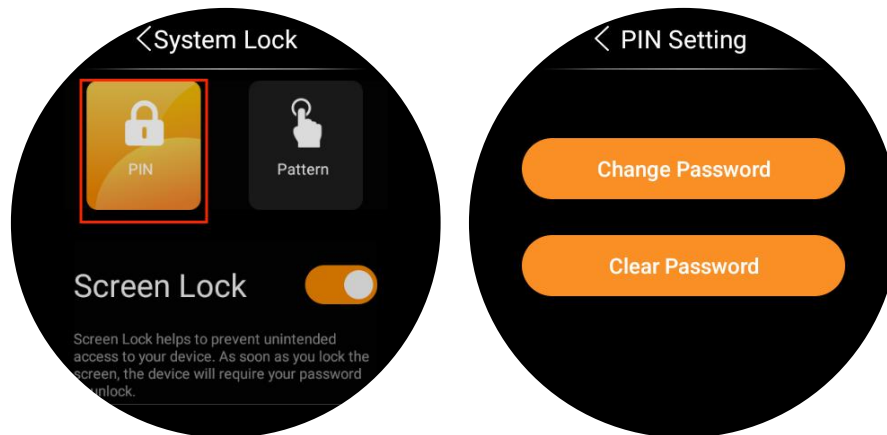 System Lock
PIN
Pattern
Screen Lock
Screen Lock helps to prevent unintended
access to your device. As soon as you lock the
screen, the device will require your password
unlock.
PIN Setting
Change Password
Clear Password